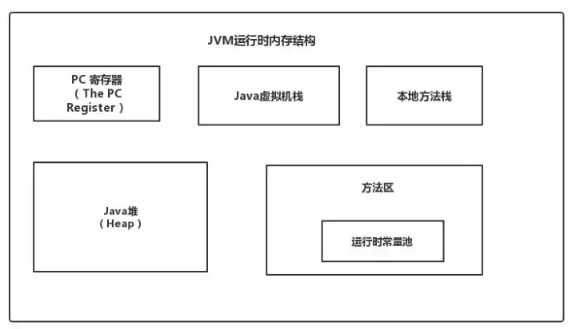 JVM运行时内存结构
PC 寄存器
（The PC
Register）
Java虚拟机栈
本地方法栈
Java堆
（Heap）
方法区
运行时常量池